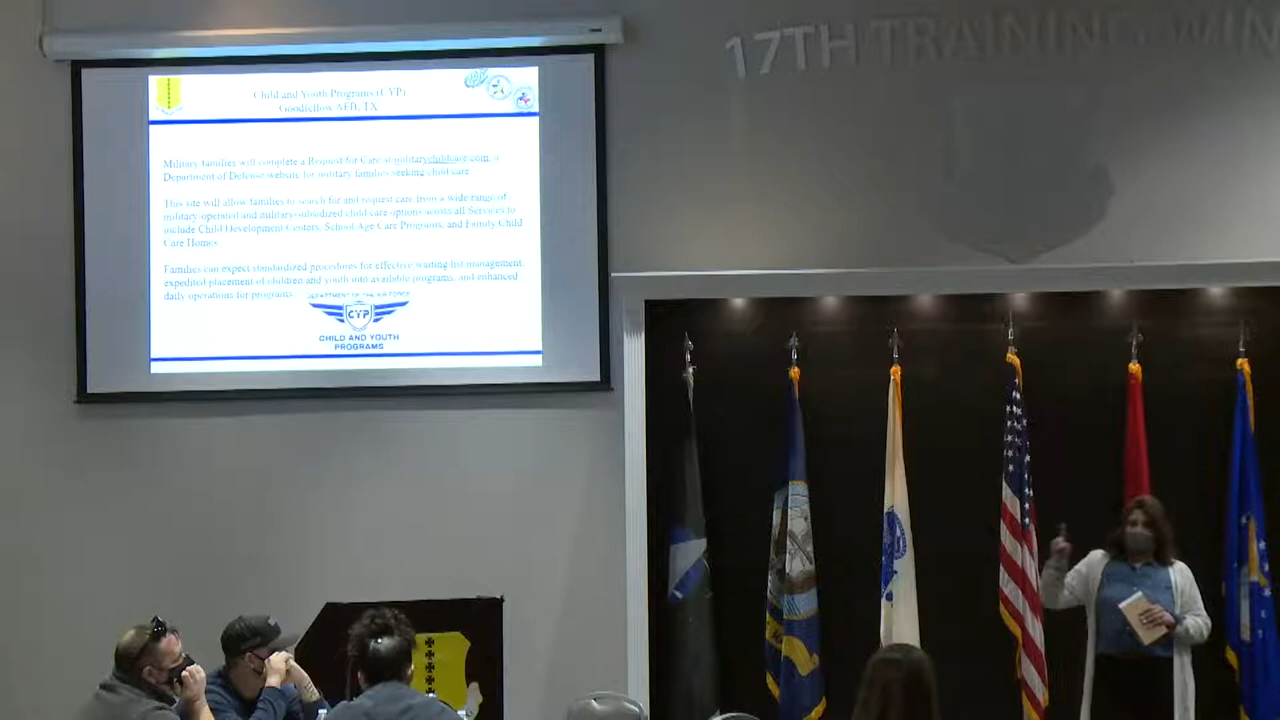 17TH TRAINING WIN
Child and Youth Programs (CYP)
Goodfellow AFB, TX
Military families will complete a Request for Care at militarychildcare.com, a
Department of Defense website for military families seeking child care
This site will allow families to search for and request care from a wide range of
military-operated and military-subsidized child care options across all Services to
include Child Development Centers, School Age Care Programs, and Family Child
Care Homes.
Families can expect standardized procedures for effective waiting list management,
expedited placement of children and youth into available programs, and enhanced
daily operations for programs.
DEPARTMENT OF THE AIR FORCE
CYP
CHILD AND YOUTH
PROGRAMS